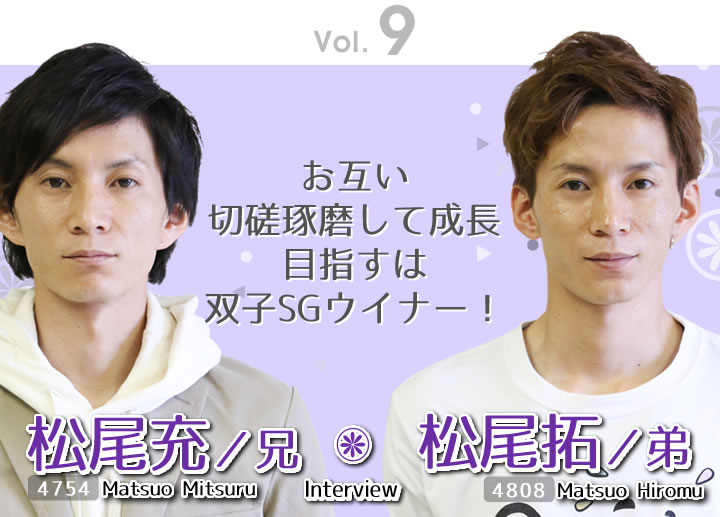 Vol. 9
お互い
切磋琢磨して成長
目指すは
双子SGウイナー！
松尾充／兄
4754 Matsuo Mitsuru
Interview
松尾拓／弟
4808 Matsuo Hiromu